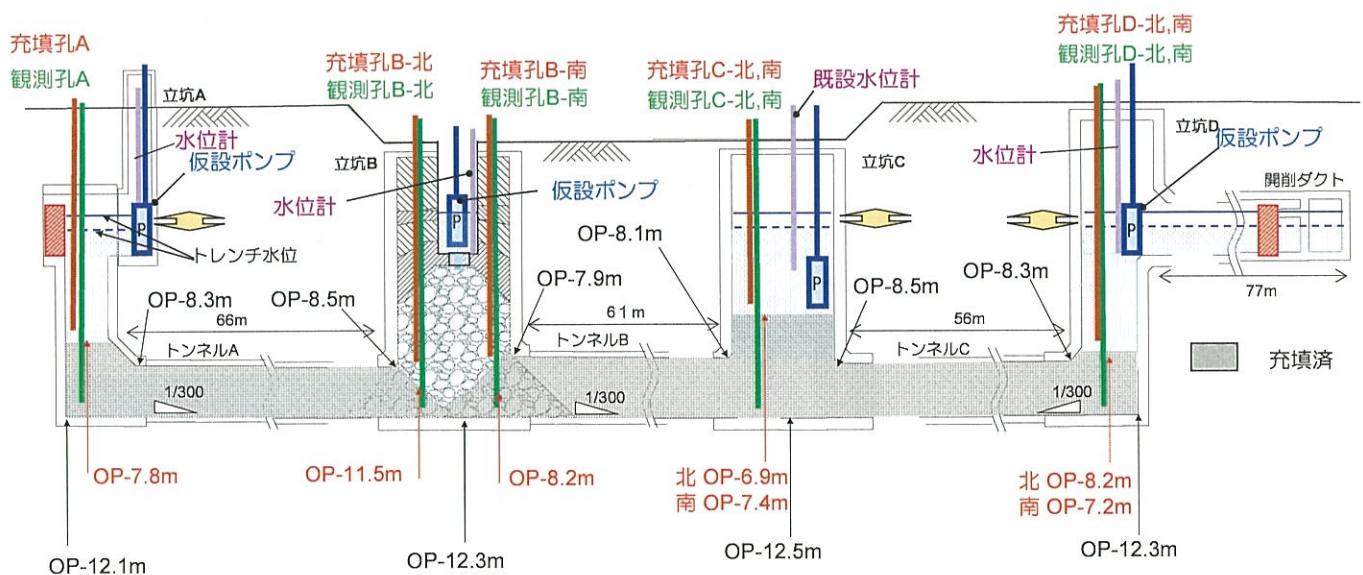 充填孔A
観測孔A
立坑A
水位計
仮設ポンプ
P
トレンチ水位
OP-8.3m
66m
トンネルA
1/300
OP-7.8m
OP-12.1m
充填孔B-北
観測孔B-北
充填孔B-南
観測孔B-南
立坑B
水位計
仮設ポンプ
P
OP-8.5m
OP-7.9m
OP-11.5m
OP-8.2m
OP-12.3m
61m
トンネルB
1/300
充填孔C-北,南
観測孔C-北,南
既設水位計
立坑C
P
OP-8.1m
OP-8.5m
北 OP-6.9m
南 OP-7.4m
OP-12.5m
56m
トンネルC
1/300
充填孔D-北,南
観測孔D-北,南
立坑D
水位計
仮設ポンプ
P
OP-8.3m
北 OP-8.2m
南 OP-7.2m
OP-12.3m
開削ダクト
77m
充填済